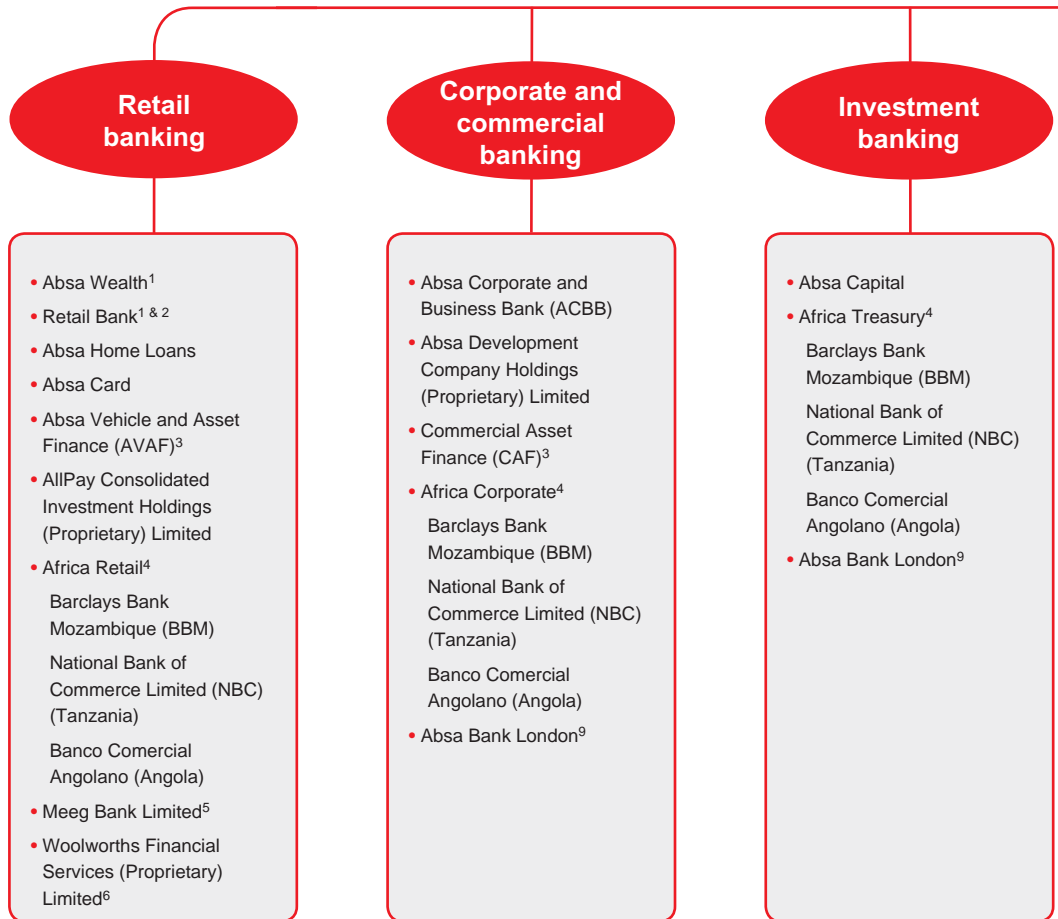 Retail
banking
• Absa Wealth¹
• Retail Bank¹ & ²
• Absa Home Loans
• Absa Card
• Absa Vehicle and Asset
Finance (AVAF)³
• AllPay Consolidated
Investment Holdings
(Proprietary) Limited
• Africa Retail⁴
Barclays Bank
Mozambique (BBM)
National Bank of
Commerce Limited (NBC)
(Tanzania)
Banco Comercial
Angolano (Angola)
• Meeg Bank Limited⁵
• Woolworths Financial
Services (Proprietary)
Limited⁶
Corporate and
commercial
banking
• Absa Corporate and
Business Bank (ACBB)
• Absa Development
Company Holdings
(Proprietary) Limited
• Commercial Asset
Finance (CAF)³
• Africa Corporate⁴
Barclays Bank
Mozambique (BBM)
National Bank of
Commerce Limited (NBC)
(Tanzania)
Banco Comercial
Angolano (Angola)
• Absa Bank London⁹
Investment
banking
• Absa Capital
• Africa Treasury⁴
Barclays Bank
Mozambique (BBM)
National Bank of
Commerce Limited (NBC)
(Tanzania)
Banco Comercial
Angolano (Angola)
• Absa Bank London⁹